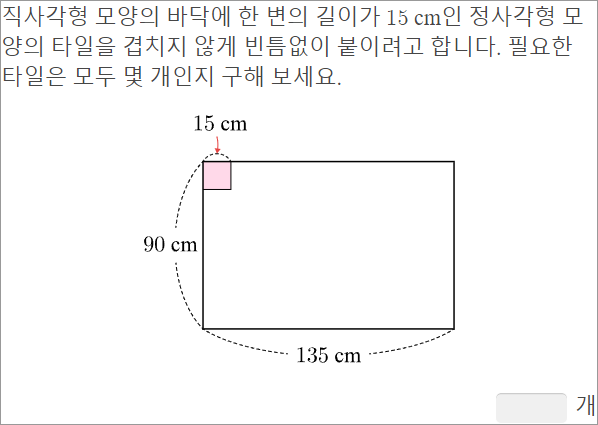 직사각형 모양의 바닥에 한 변의 길이가 15 cm인 정사각형 모
양의 타일을 겹치지 않게 빈틈없이 붙이려고 합니다. 필요한
타일은 모두 몇 개인지 구해 보세요.
15 cm
90 cm
135 cm
개